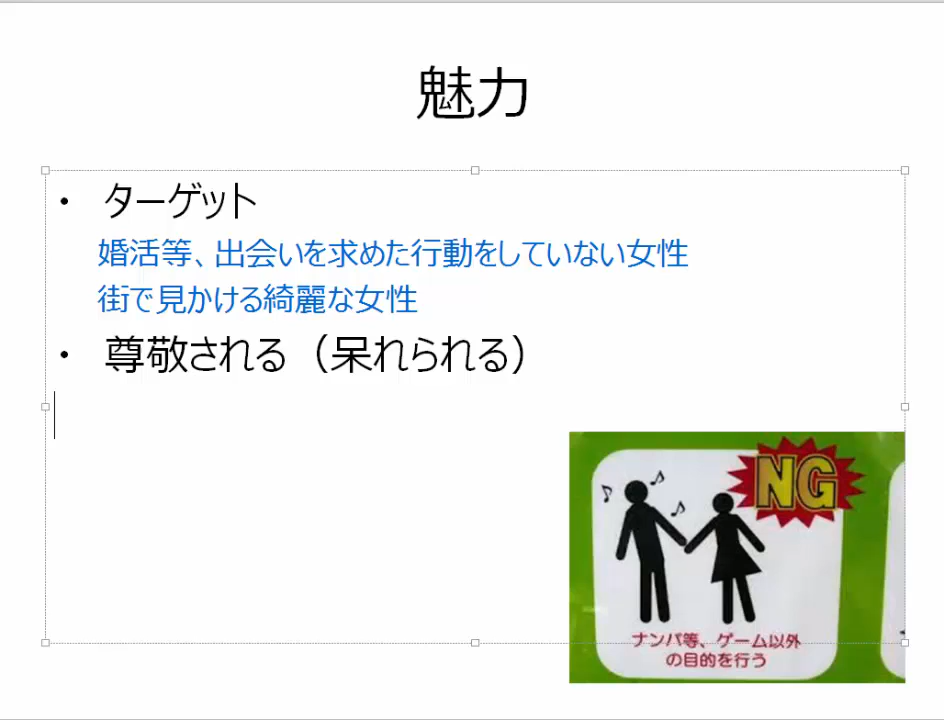 魅力
・ ターゲット
婚活等、出会いを求めた行動をしていない女性
街で見かける綺麗な女性
・ 尊敬される（呆れられる）
NG
ナンパ等、ゲーム以外
の目的を行う